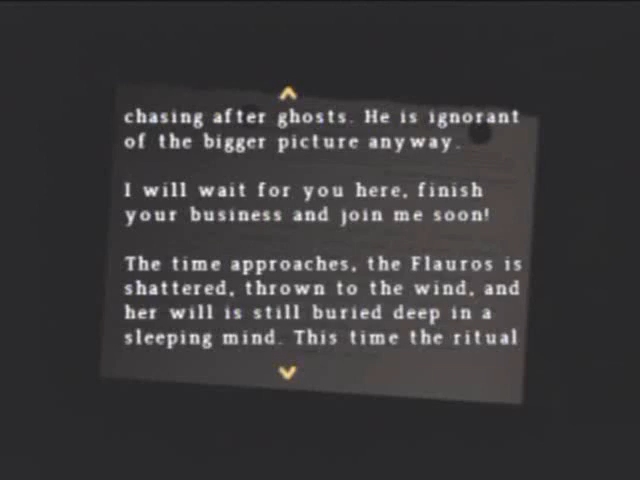 chasing after ghosts. He is ignorant
of the bigger picture anyway.
I will wait for you here, finish
your business and join me soon!
The time approaches, the Flauros is
shattered, thrown to the wind, and
her will is still buried deep in a
sleeping mind. This time the ritual